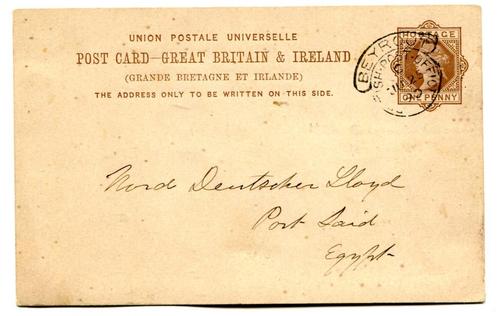 UNION POSTALE UNIVERSELLE
POST CARD—GREAT BRITAIN & IRELAND
(GRANDE BRETAGNE ET IRLANDE)
THE ADDRESS ONLY TO BE WRITTEN ON THIS SIDE.
POSTAGE
ONE PENNY
BEYROUT
Nord Deutscher Lloyd
Port Said
Egypt